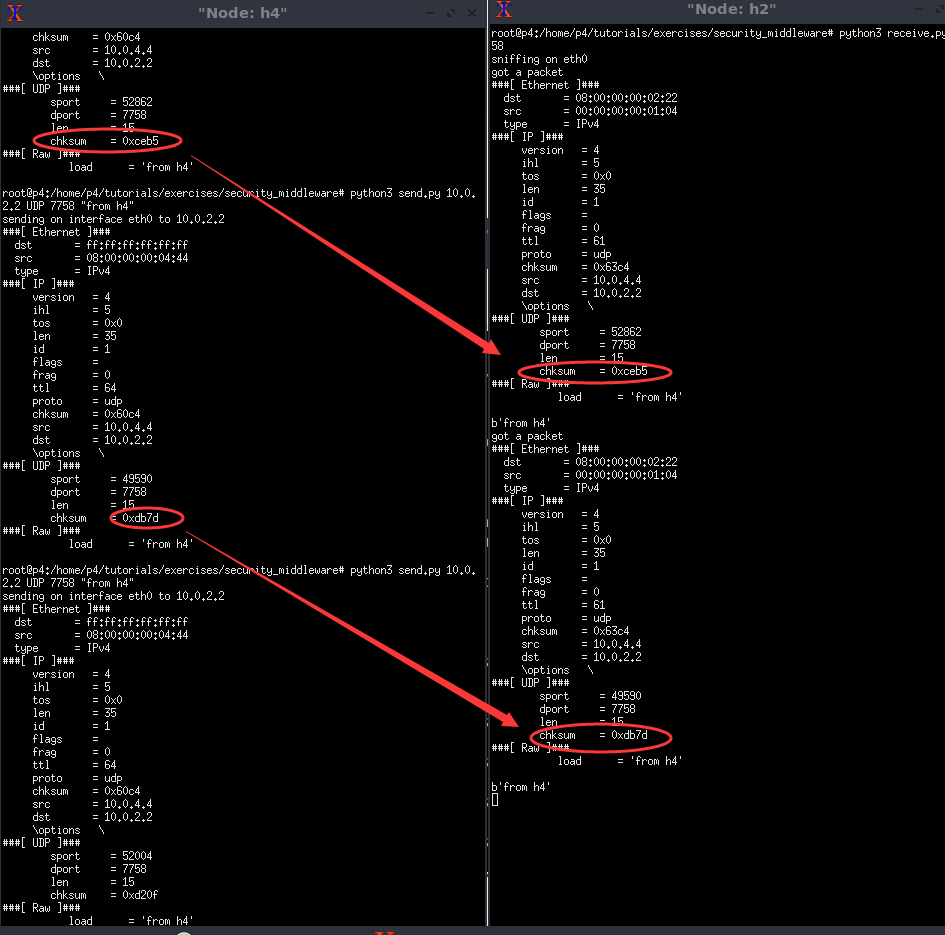 "Node: h4"
chksum    = 0x60c4
src       = 10.0.4.4
dst       = 10.0.2.2
\options   \
###[ UDP ]###
sport     = 52862
dport     = 7758
len       = 15
chksum    = 0xceb5
###[ Raw ]###
load      = 'from h4'
root@p4:/home/p4/tutorials/exercises/security_middleware# python3 send.py 10.0.
2.2 UDP 7758 "from h4"
sending on interface eth0 to 10.0.2.2
###[ Ethernet ]###
dst       = ff:ff:ff:ff:ff:ff
src       = 08:00:00:00:04:44
type      = IPv4
###[ IP ]###
version   = 4
ihl       = 5
tos       = 0x0
len       = 35
id        = 1
flags     =
frag      = 0
ttl       = 64
proto     = udp
chksum    = 0x60c4
src       = 10.0.4.4
dst       = 10.0.2.2
\options   \
###[ UDP ]###
sport     = 49590
dport     = 7758
len       = 15
chksum    = 0xdb7d
###[ Raw ]###
load      = 'from h4'
root@p4:/home/p4/tutorials/exercises/security_middleware# python3 send.py 10.0.
2.2 UDP 7758 "from h4"
sending on interface eth0 to 10.0.2.2
###[ Ethernet ]###
dst       = ff:ff:ff:ff:ff:ff
src       = 08:00:00:00:04:44
type      = IPv4
###[ IP ]###
version   = 4
ihl       = 5
tos       = 0x0
len       = 35
id        = 1
flags     =
frag      = 0
ttl       = 64
proto     = udp
chksum    = 0x60c4
src       = 10.0.4.4
dst       = 10.0.2.2
\options   \
###[ UDP ]###
sport     = 52004
dport     = 7758
len       = 15
chksum    = 0xd20f
###[ Raw ]###
load      = 'from h4'
"Node: h2"
root@p4:/home/p4/tutorials/exercises/security_middleware# python3 receive.py
58
sniffing on eth0
got a packet
###[ Ethernet ]###
dst       = 08:00:00:00:02:22
src       = 00:00:00:00:01:04
type      = IPv4
###[ IP ]###
version   = 4
ihl       = 5
tos       = 0x0
len       = 35
id        = 1
flags     =
frag      = 0
ttl       = 61
proto     = udp
chksum    = 0x63c4
src       = 10.0.4.4
dst       = 10.0.2.2
\options   \
###[ UDP ]###
sport     = 52862
dport     = 7758
len       = 15
chksum    = 0xceb5
###[ Raw ]###
load      = 'from h4'
b'from h4'
got a packet
###[ Ethernet ]###
dst       = 08:00:00:00:02:22
src       = 00:00:00:00:01:04
type      = IPv4
###[ IP ]###
version   = 4
ihl       = 5
tos       = 0x0
len       = 35
id        = 1
flags     =
frag      = 0
ttl       = 61
proto     = udp
chksum    = 0x63c4
src       = 10.0.4.4
dst       = 10.0.2.2
\options   \
###[ UDP ]###
sport     = 49590
dport     = 7758
len       = 15
chksum    = 0xdb7d
###[ Raw ]###
load      = 'from h4'
b'from h4'